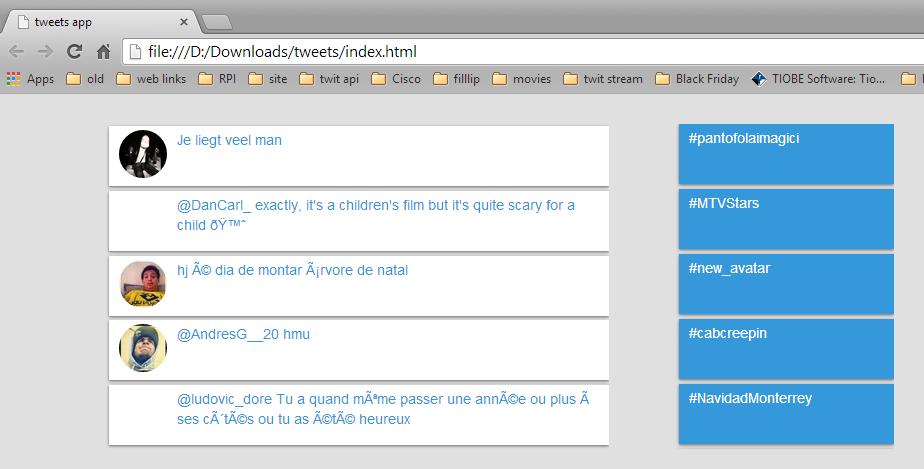 tweets app
file:///D:/Downloads/tweets/index.html
Apps old web links RPI site twit api Cisco filllip movies twit stream Black Friday TIOBE Software: Tio...
Je liegt veel man
#pantofolaimagici
@DanCarl_ exactly, it's a children's film but it's quite scary for a
child ðŸ™ˆ
#MTVStars
hj Ã© dia de montar Ã¡rvore de natal
#new_avatar
@AndresG__20 hmu
#cabcreepin
@ludovic_dore Tu a quand mÃªme passer une annÃ©e ou plus Ã
ses cÃ´tÃ©s ou tu as Ã©tÃ© heureux
#NavidadMonterrey